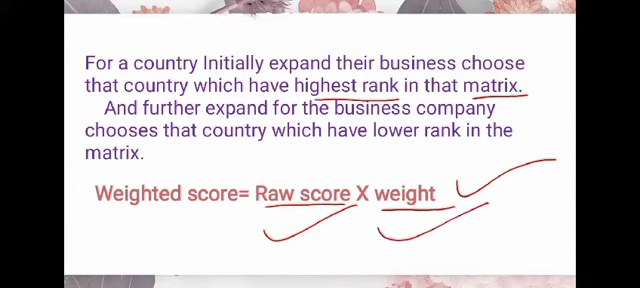 For a country Initially expand their business choose
that country which have highest rank in that matrix.
And further expand for the business company
chooses that country which have lower rank in the
matrix.
Weighted score= Raw score X weight